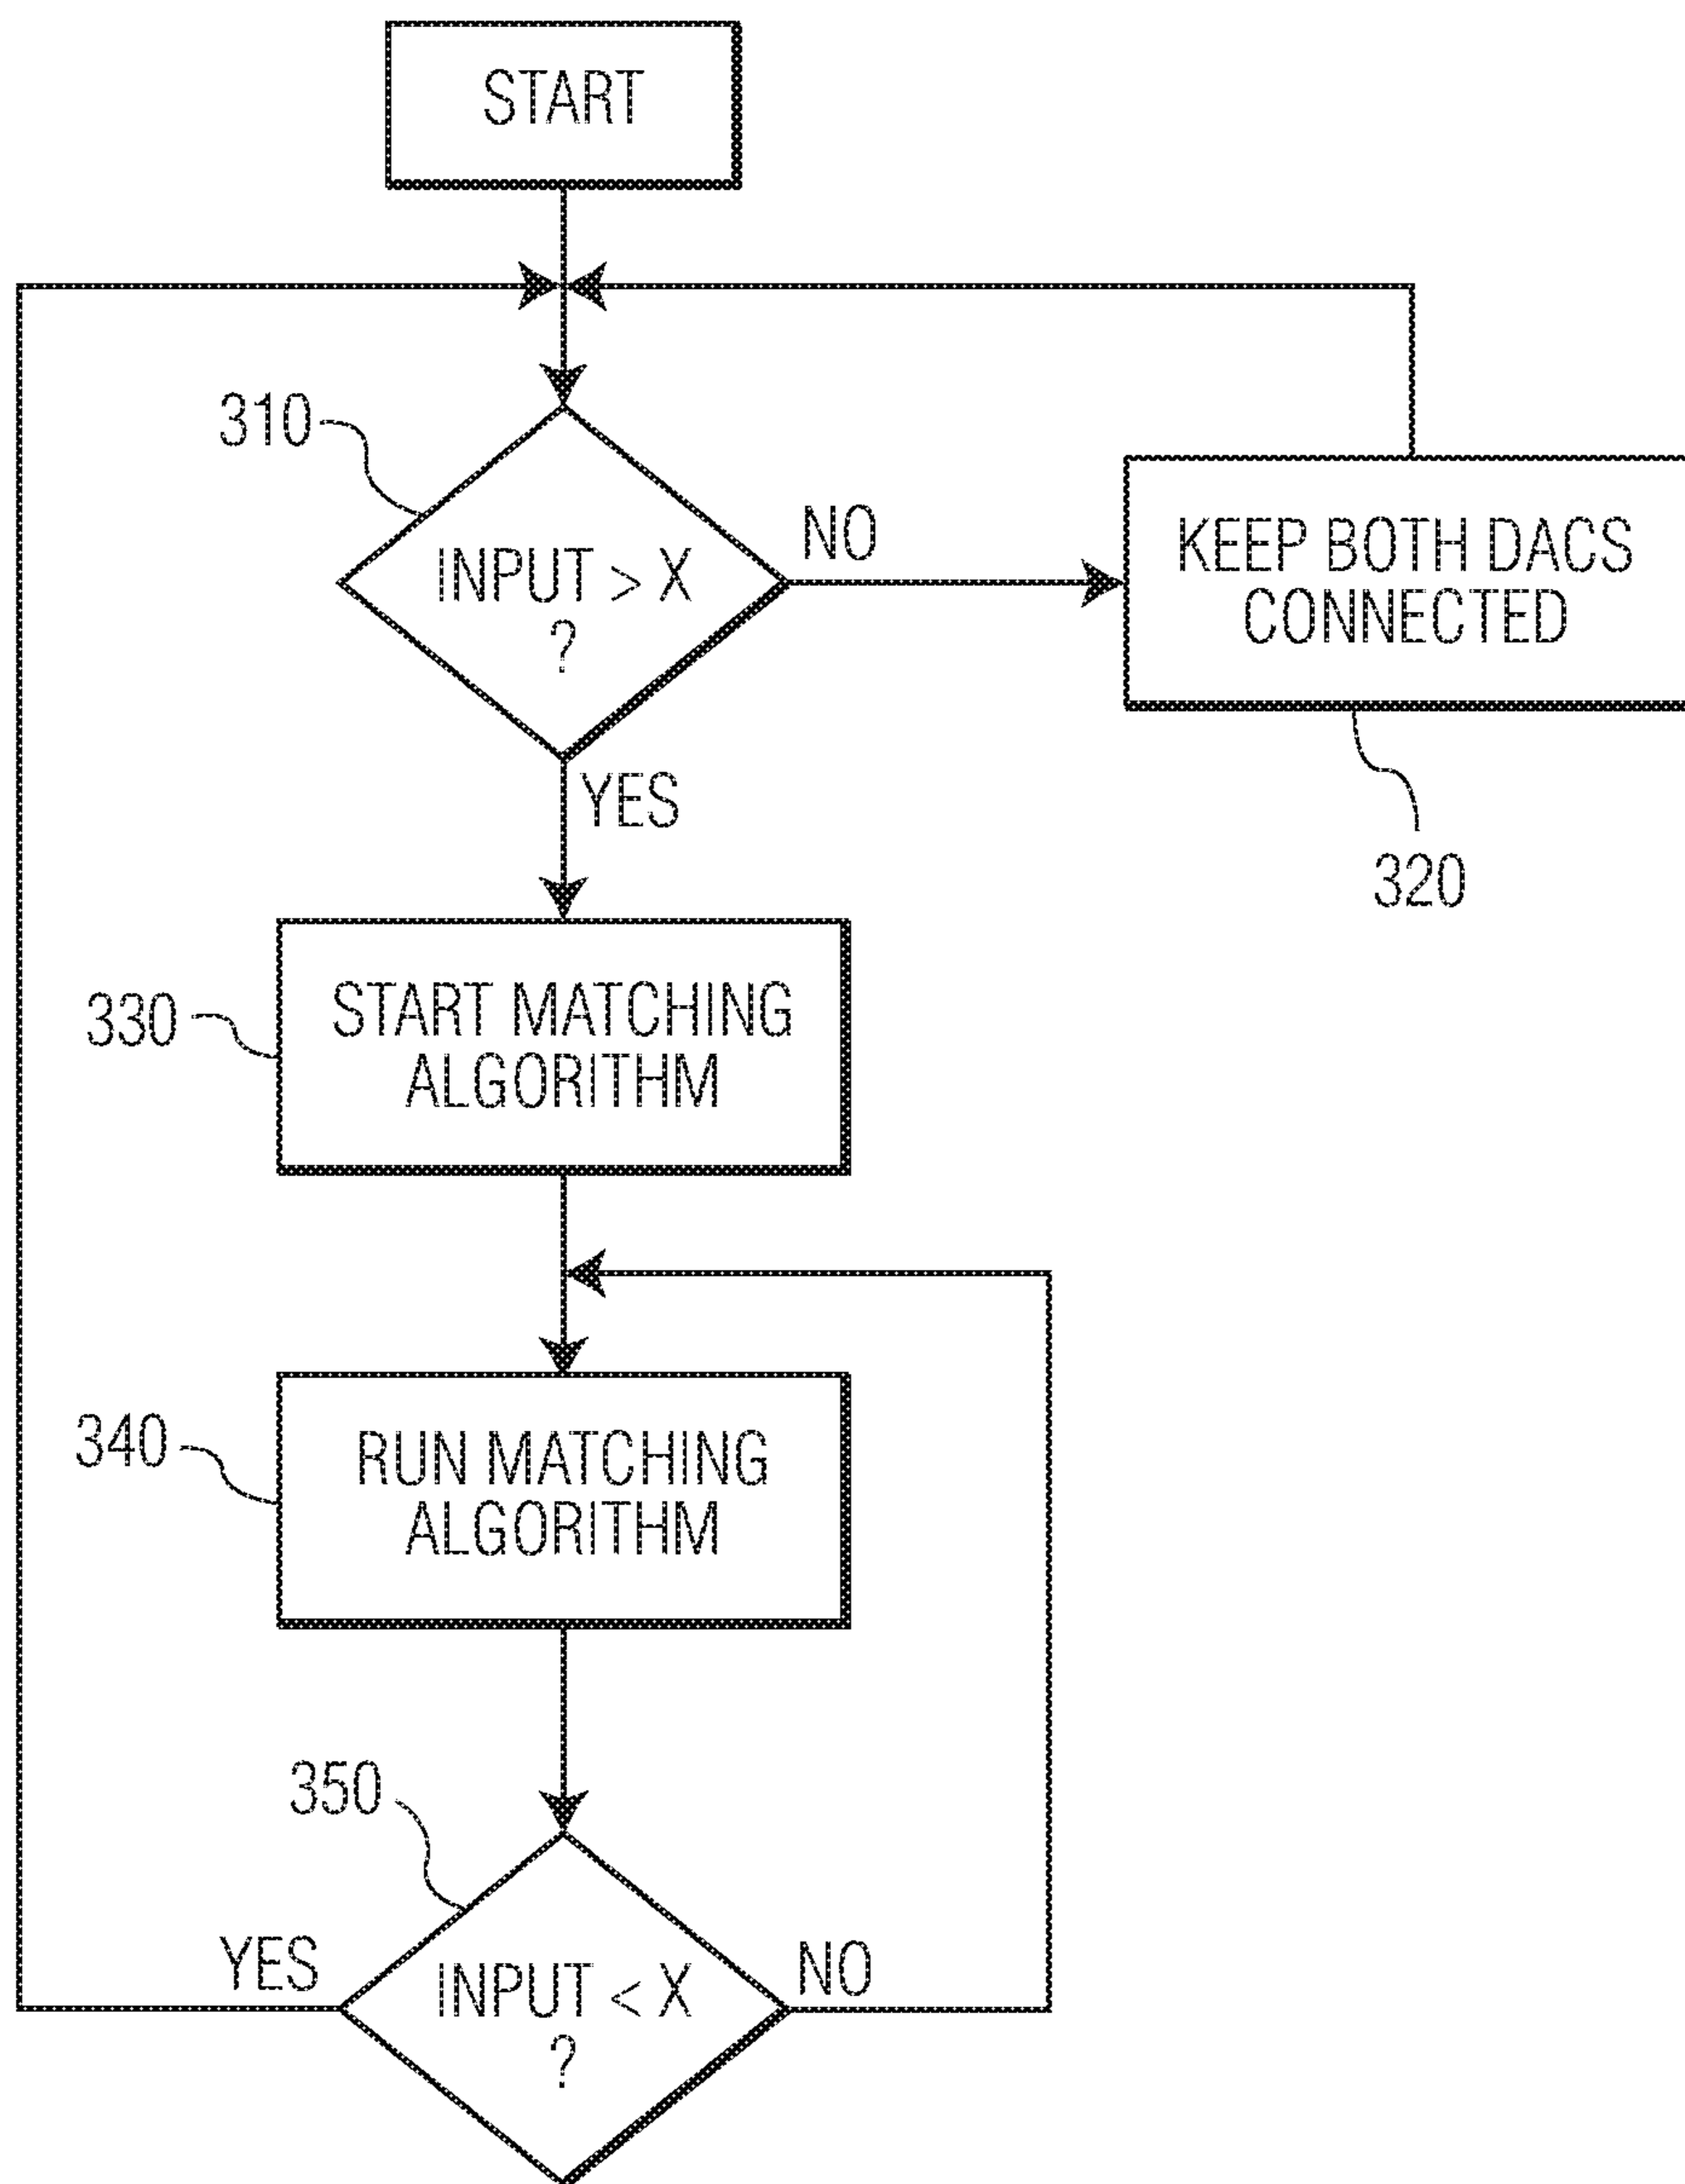 START
310
INPUT > X
?
NO
KEEP BOTH DACS
CONNECTED
320
YES
330
START MATCHING
ALGORITHM
340
RUN MATCHING
ALGORITHM
350
YES
INPUT < X
?
NO